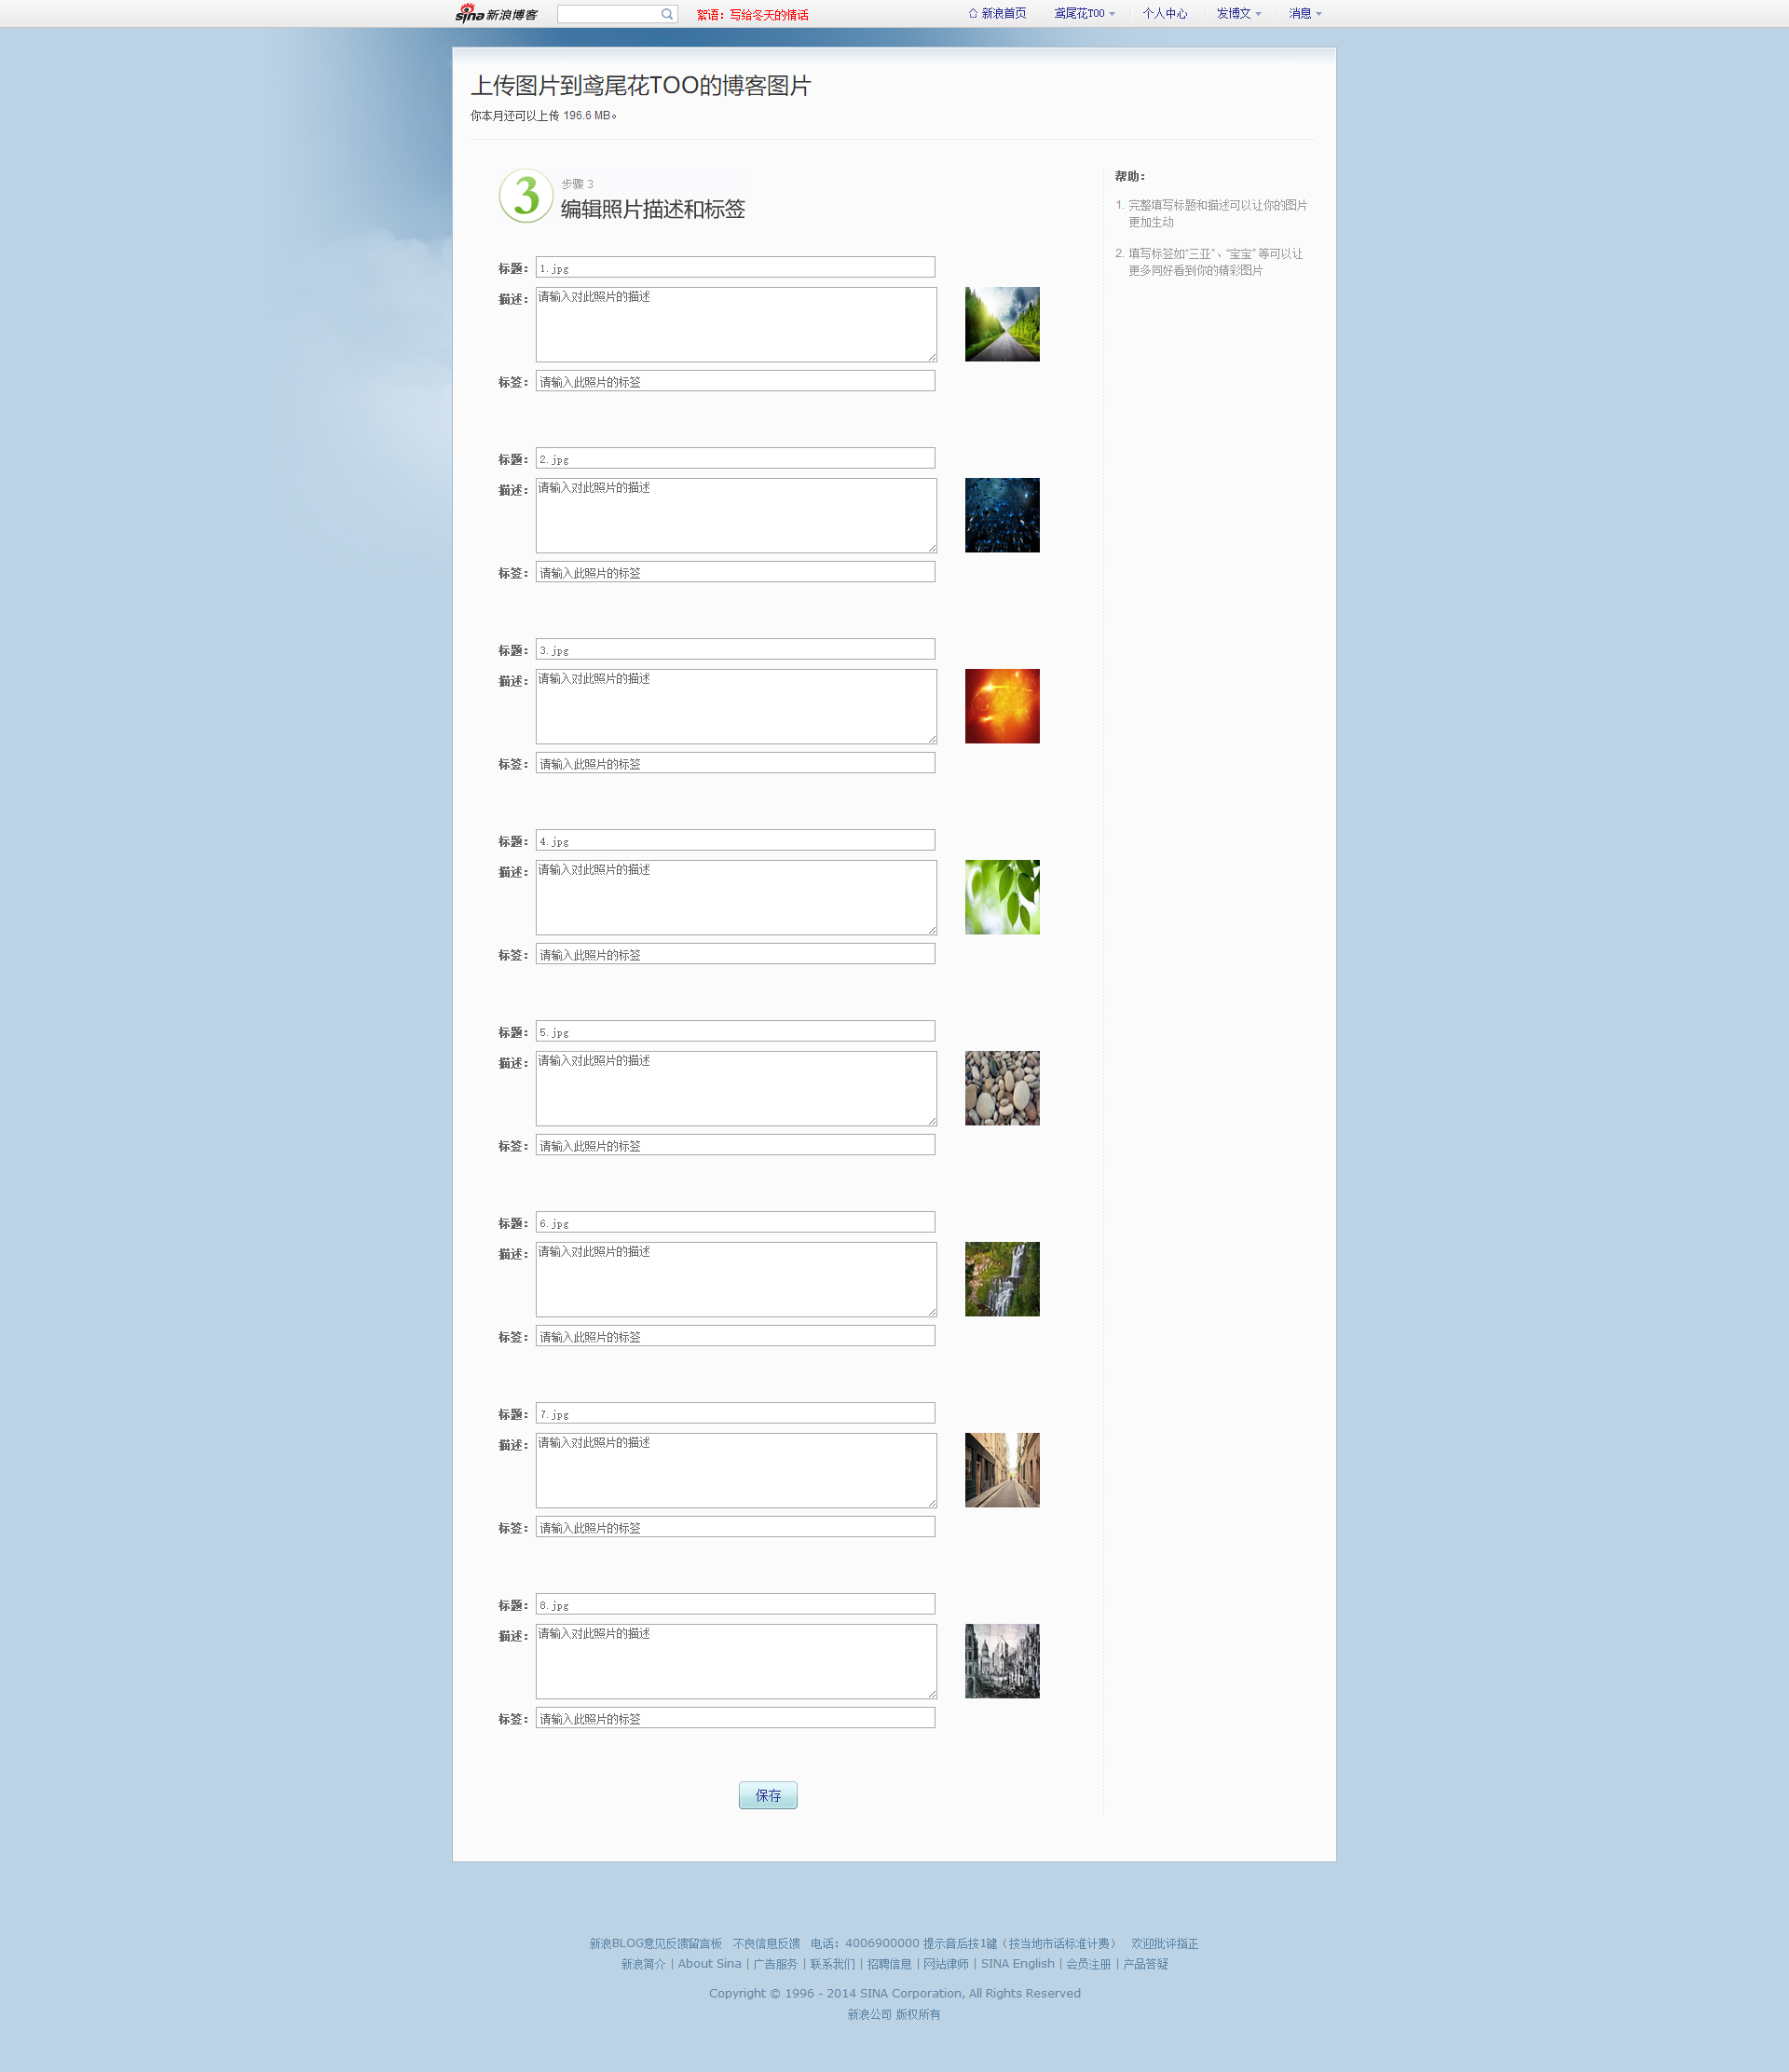 sina新浪博客
絮语：写给冬天的情话
新浪首页 鸢尾花TOO 个人中心 发博文 消息
上传图片到鸢尾花TOO的博客图片
你本月还可以上传 196.6 MB。
3
步骤 3
编辑照片描述和标签
标题： 1.jpg
描述： 请输入对此照片的描述
标签： 请输入此照片的标签
标题： 2.jpg
描述： 请输入对此照片的描述
标签： 请输入此照片的标签
标题： 3.jpg
描述： 请输入对此照片的描述
标签： 请输入此照片的标签
标题： 4.jpg
描述： 请输入对此照片的描述
标签： 请输入此照片的标签
标题： 5.jpg
描述： 请输入对此照片的描述
标签： 请输入此照片的标签
标题： 6.jpg
描述： 请输入对此照片的描述
标签： 请输入此照片的标签
标题： 7.jpg
描述： 请输入对此照片的描述
标签： 请输入此照片的标签
标题： 8.jpg
描述： 请输入对此照片的描述
标签： 请输入此照片的标签
保存
帮助：
1. 完整填写标题和描述可以让你的图片
更加生动
2. 填写标签如“三亚”、“宝宝” 等可以让
更多同好看到你的精彩图片
新浪BLOG意见反馈留言板 不良信息反馈 电话：4006900000 提示音后按1键（按当地市话标准计费） 欢迎批评指正
新浪简介 | About Sina | 广告服务 | 联系我们 | 招聘信息 | 网站律师 | SINA English | 会员注册 | 产品答疑
Copyright © 1996 - 2014 SINA Corporation, All Rights Reserved
新浪公司 版权所有